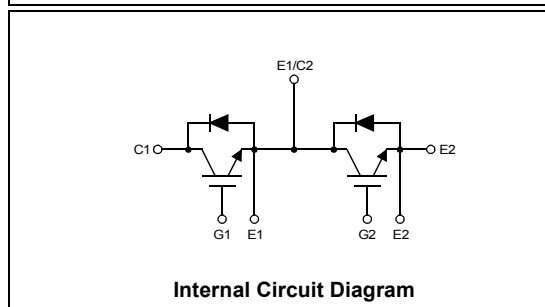 E1/C2
C1 E2
G1 E1 G2 E2
Internal Circuit Diagram